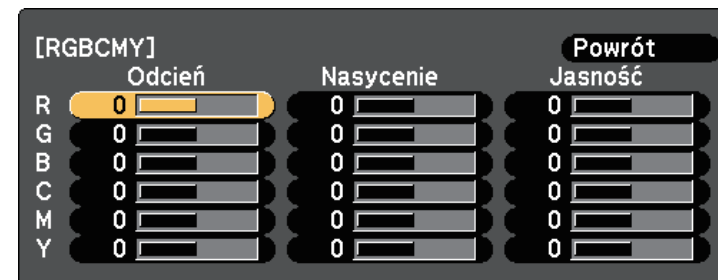 [RGBCMY] Powrót
Odcień Nasycenie Jasność
R 0 0 0
G 0 0 0
B 0 0 0
C 0 0 0
M 0 0 0
Y 0 0 0